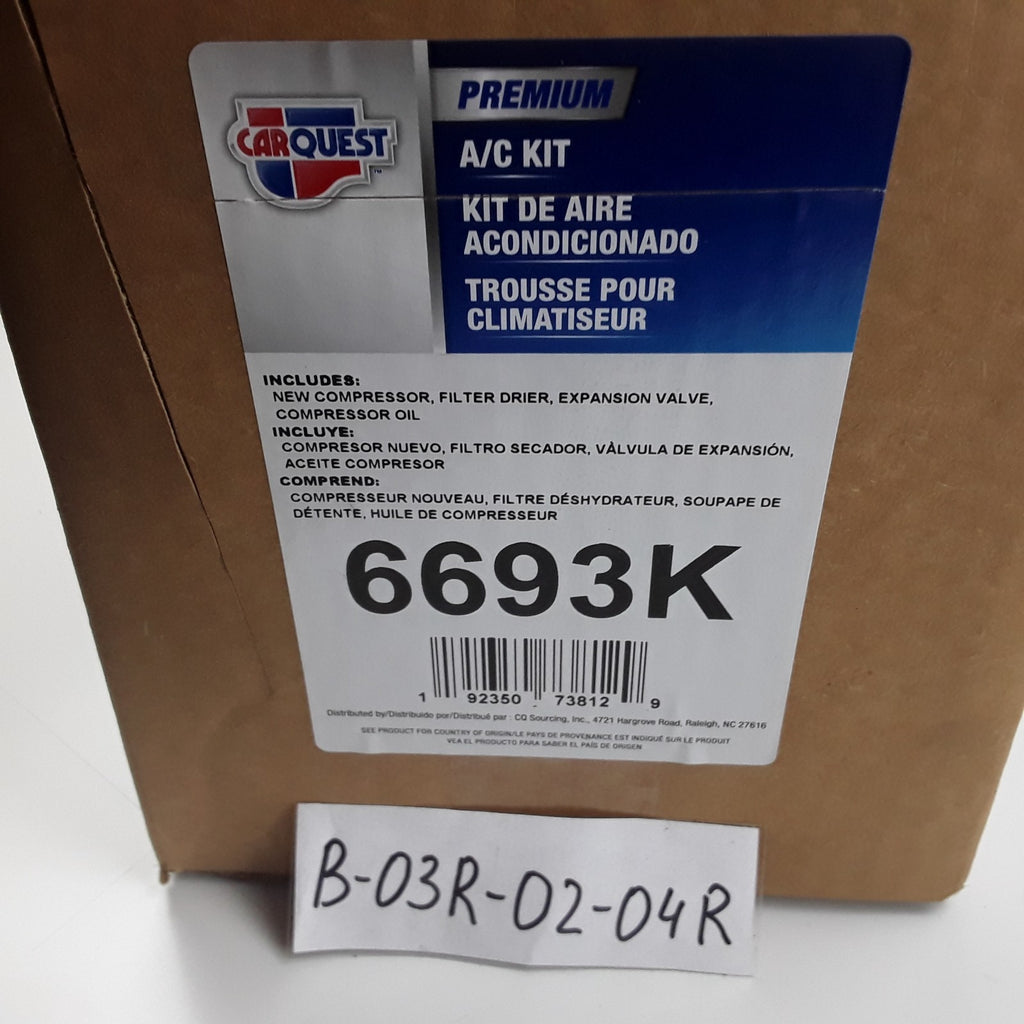 CARQUEST™
PREMIUM
A/C KIT
KIT DE AIRE
ACONDICIONADO
TROUSSE POUR
CLIMATISEUR
INCLUDES:
NEW COMPRESSOR, FILTER DRIER, EXPANSION VALVE,
COMPRESSOR OIL
INCLUYE:
COMPRESOR NUEVO, FILTRO SECADOR, VÀLVULA DE EXPANSIÓN,
ACEITE COMPRESOR
COMPREND:
COMPRESSEUR NOUVEAU, FILTRE DÉSHYDRATEUR, SOUPAPE DE
DÉTENTE, HUILE DE COMPRESSEUR
6693K
1 92350 73812 9
Distributed by/Distribuido por/Distribué par : CQ Sourcing, Inc., 4721 Hargrove Road, Raleigh, NC 27616
SEE PRODUCT FOR COUNTRY OF ORIGIN/LE PAYS DE PROVENANCE EST INDIQUÉ SUR LE PRODUIT
VEA EL PRODUCTO PARA SABER EL PAÍS DE ORIGEN
B-03R-02-04R